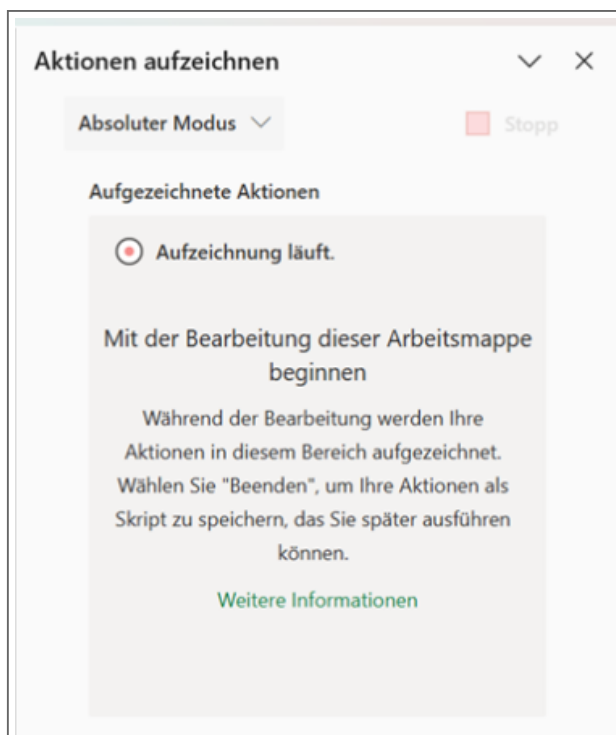 Aktionen aufzeichnen
Absoluter Modus
Stopp
Aufgezeichnete Aktionen
Aufzeichnung läuft.
Mit der Bearbeitung dieser Arbeitsmappe
beginnen
Während der Bearbeitung werden Ihre
Aktionen in diesem Bereich aufgezeichnet.
Wählen Sie "Beenden", um Ihre Aktionen als
Skript zu speichern, das Sie später ausführen
können.
Weitere Informationen